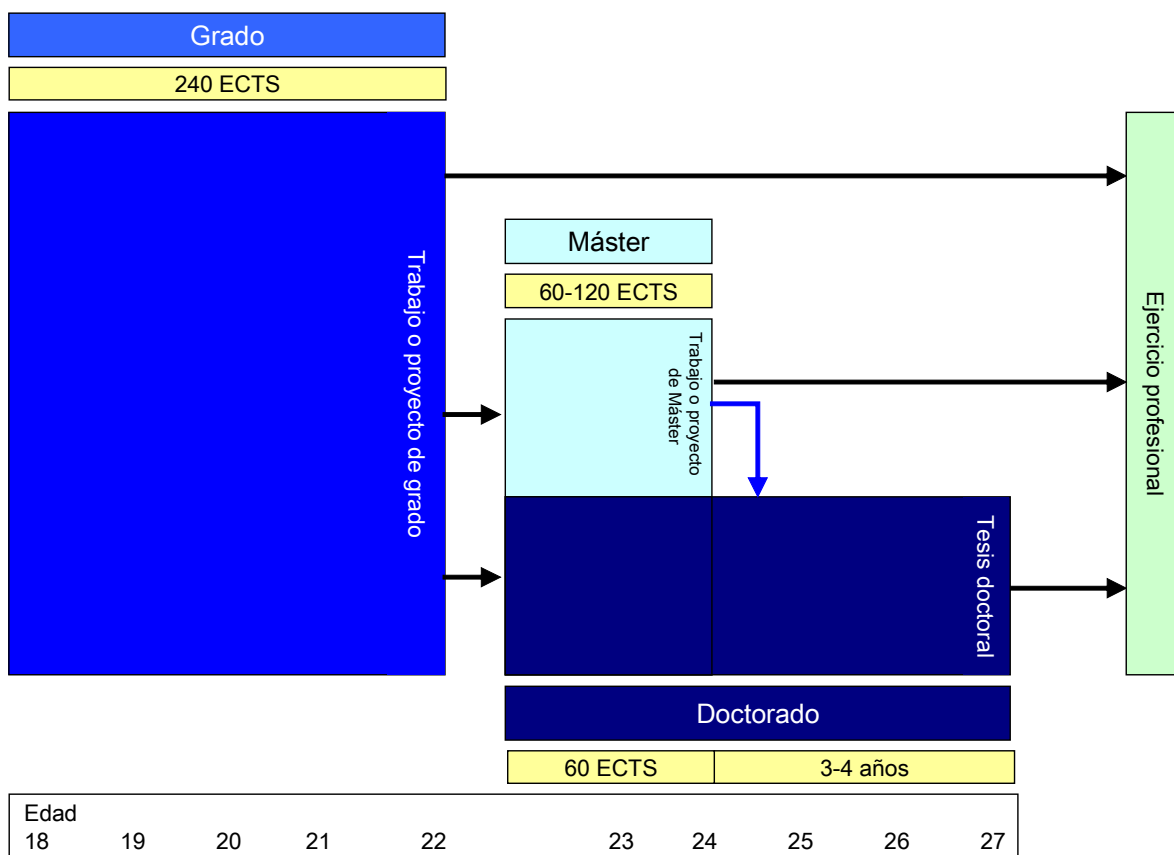 Grado
240 ECTS
Trabajo o proyecto de grado
Máster
60-120 ECTS
Trabajo o proyecto
de Máster
Ejercicio profesional
Tesis doctoral
Doctorado
60 ECTS
3-4 años
Edad
18 19 20 21 22 23 24 25 26 27